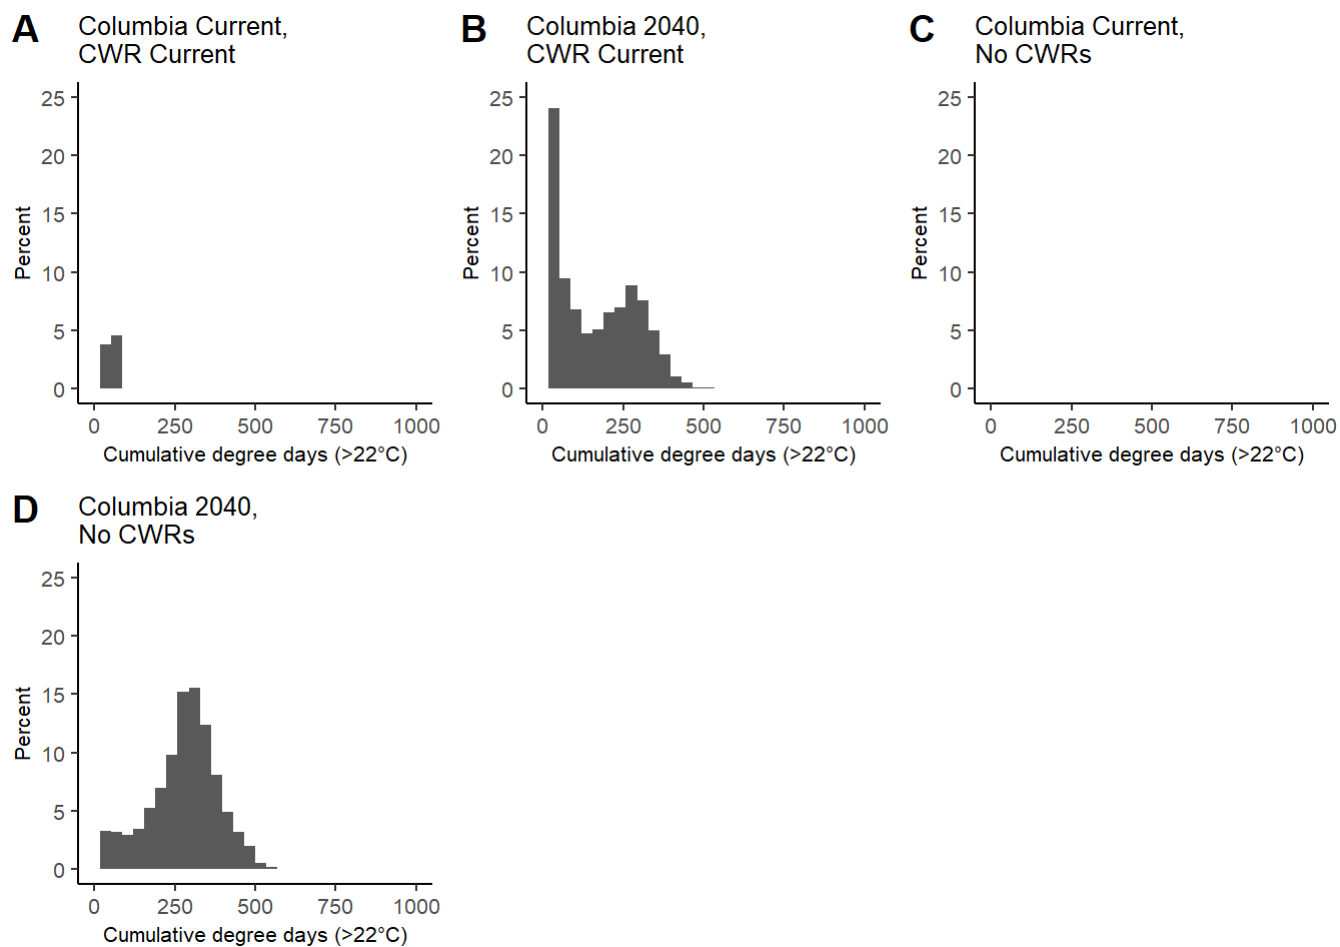 A Columbia Current,
CWR Current
25
20
15
10
5
0
Percent
0 250 500 750 1000
Cumulative degree days (>22°C)
B Columbia 2040,
CWR Current
25
20
15
10
5
0
Percent
0 250 500 750 1000
Cumulative degree days (>22°C)
C Columbia Current,
No CWRs
25
20
15
10
5
0
Percent
0 250 500 750 1000
Cumulative degree days (>22°C)
D Columbia 2040,
No CWRs
25
20
15
10
5
0
Percent
0 250 500 750 1000
Cumulative degree days (>22°C)